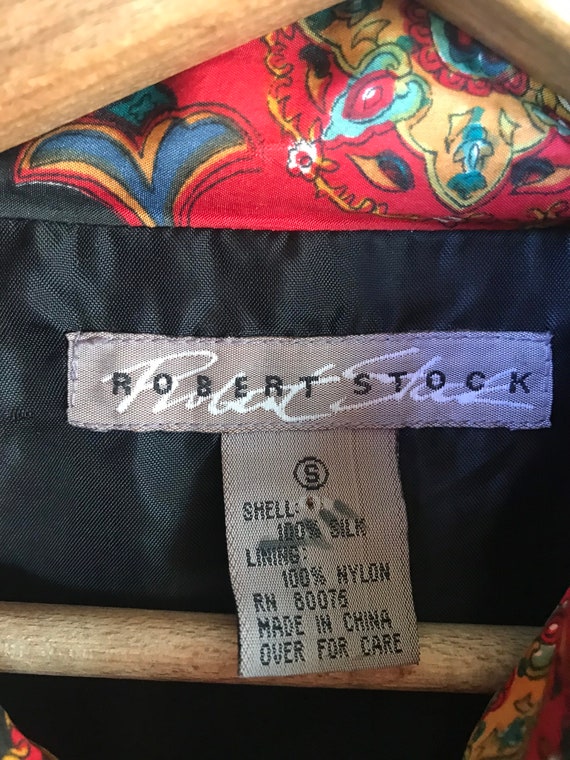 ROBERT STOCK
Robert Stock
S
SHELL:
100% SILK
LINING:
100% NYLON
RN 80076
MADE IN CHINA
OVER FOR CARE